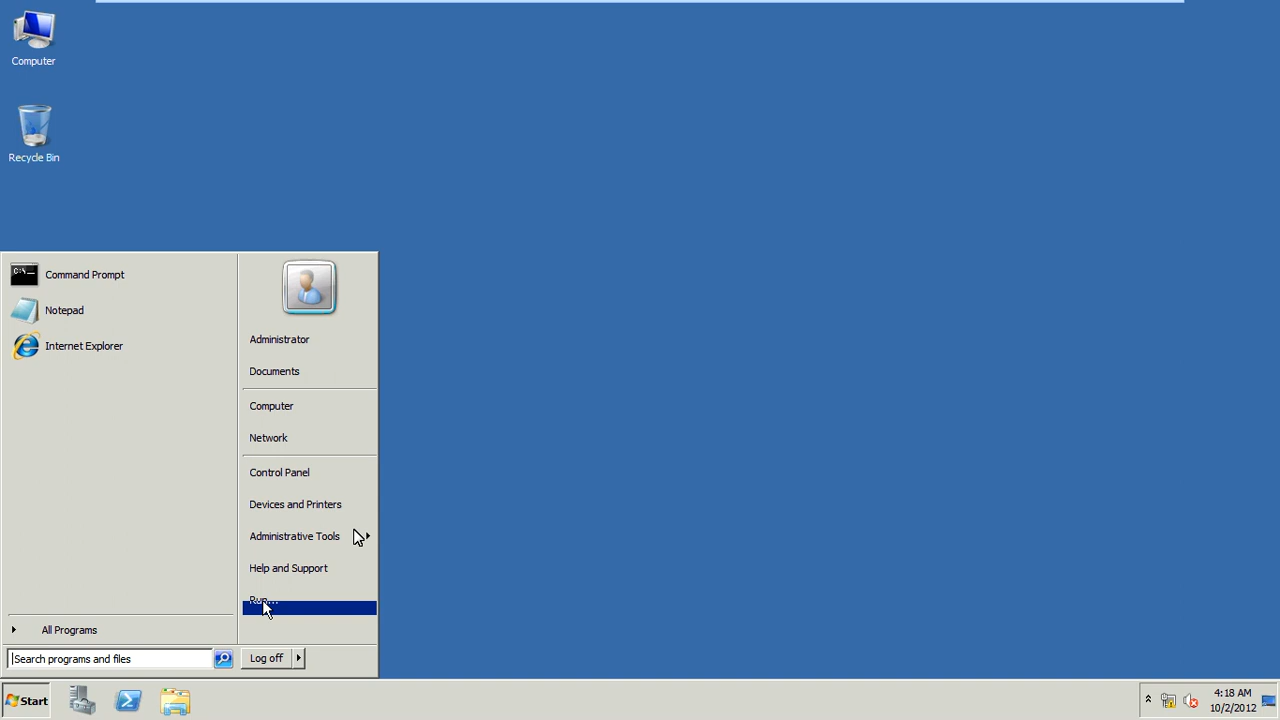 Computer
Recycle Bin
C:\
Command Prompt
Notepad
Internet Explorer
Administrator
Documents
Computer
Network
Control Panel
Devices and Printers
Administrative Tools
Help and Support
Run...
All Programs
Search programs and files
Log off
Start
4:18 AM
10/2/2012